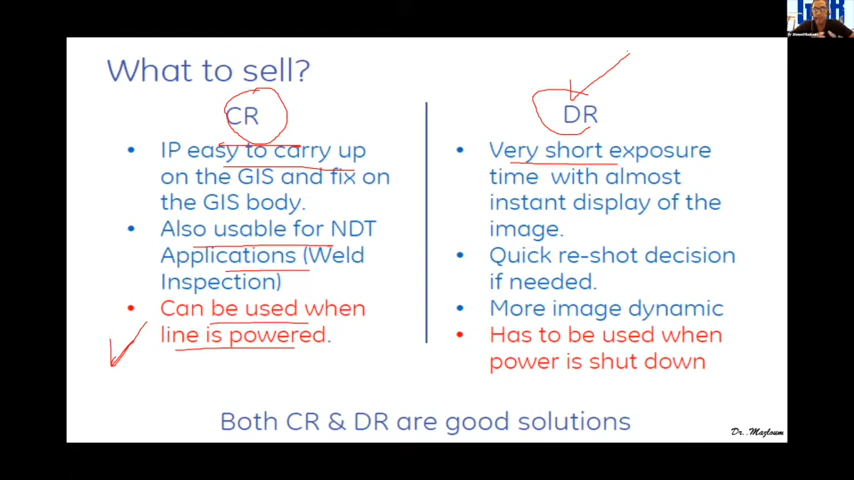 What to sell?
CR
• IP easy to carry up
on the GIS and fix on
the GIS body.
• Also usable for NDT
Applications (Weld
Inspection)
• Can be used when
line is powered.
DR
• Very short exposure
time with almost
instant display of the
image.
• Quick re-shot decision
if needed.
• More image dynamic
• Has to be used when
power is shut down
Both CR & DR are good solutions
Dr..Mazloum